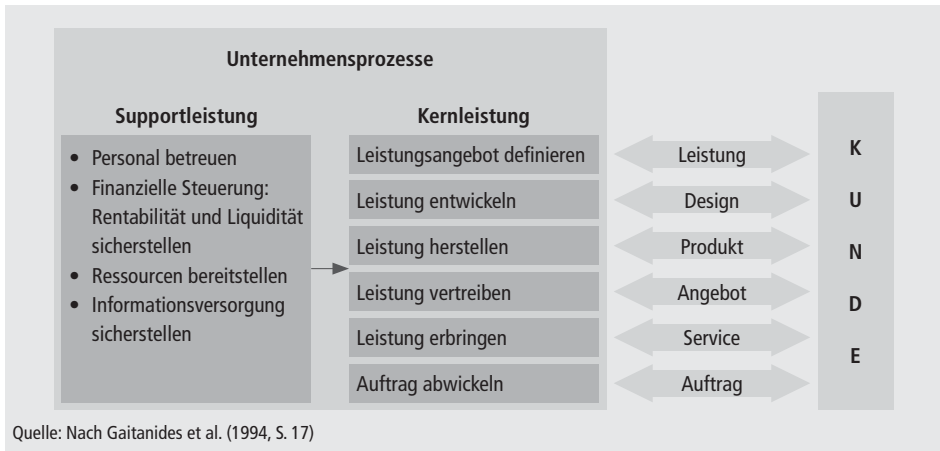 Unternehmensprozesse
Supportleistung
• Personal betreuen
• Finanzielle Steuerung:
Rentabilität und Liquidität
sicherstellen
• Ressourcen bereitstellen
• Informationsversorgung
sicherstellen
Kernleistung
Leistungsangebot definieren
Leistung entwickeln
Leistung herstellen
Leistung vertreiben
Leistung erbringen
Auftrag abwickeln
Leistung
Design
Produkt
Angebot
Service
Auftrag
K
U
N
D
E
Quelle: Nach Gaitanides et al. (1994, S. 17)